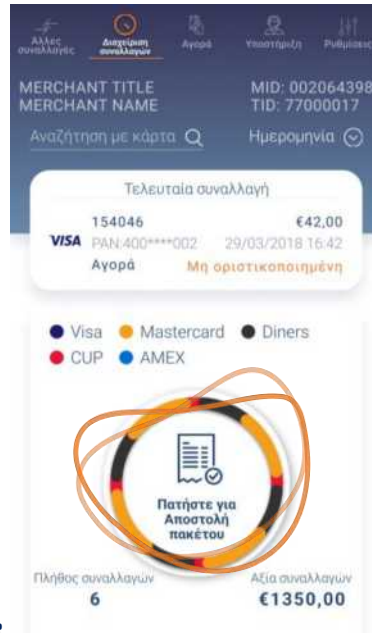 Άλλες συναλλαγές
Διαχείριση συναλλαγών
Αγορά
Υποστήριξη
Ρυθμίσεις
MERCHANT TITLE
MERCHANT NAME
MID: 002064398
TID: 77000017
Αναζήτηση με κάρτα
Ημερομηνία
Τελευταία συναλλαγή
154046 €42,00
VISA PAN:400****002 29/03/2018 16:42
Αγορά Μη οριστικοποιημένη
Visa Mastercard Diners
CUP AMEX
Πατήστε για
Αποστολή
πακέτου
Πλήθος συναλλαγών Αξία συναλλαγών
6 €1350,00